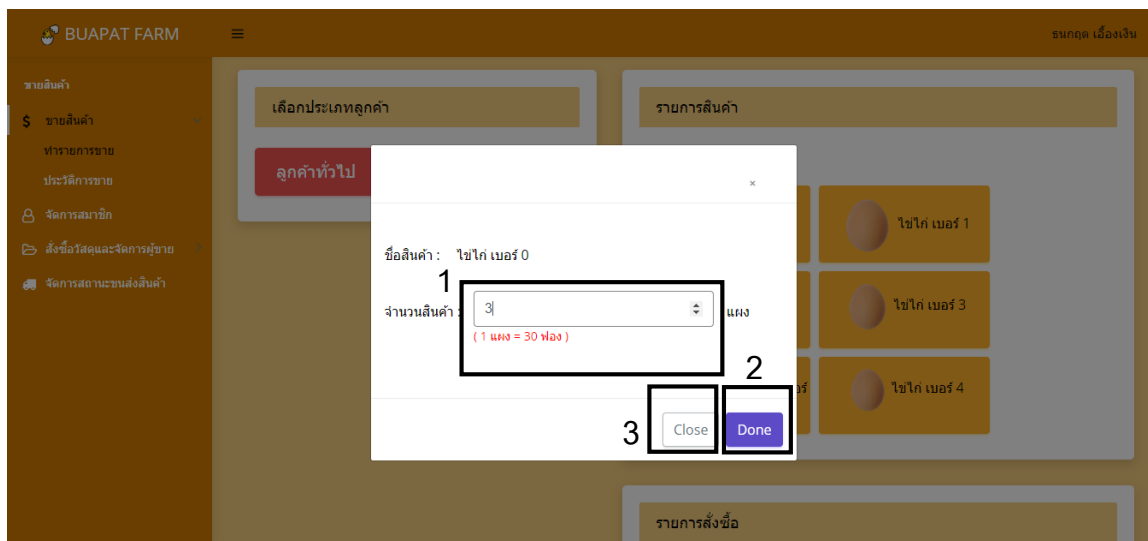 BUAPAT FARM
ธนกฤต เอื้องเงิน
ขายสินค้า
$ ขายสินค้า
ทำรายการขาย
ประวัติการขาย
จัดการสมาชิก
สั่งซื้อวัสดุและจัดการผู้ขาย
จัดการสถานะขนส่งสินค้า
เลือกประเภทลูกค้า
ลูกค้าทั่วไป
รายการสินค้า
ไข่ไก่ เบอร์ 1
ไข่ไก่ เบอร์ 3
ไข่ไก่ เบอร์ 4
×
ชื่อสินค้า : ไข่ไก่ เบอร์ 0
1
จำนวนสินค้า : 3 แผง
( 1 แผง = 30 ฟอง )
2
3 Close Done
รายการสั่งซื้อ